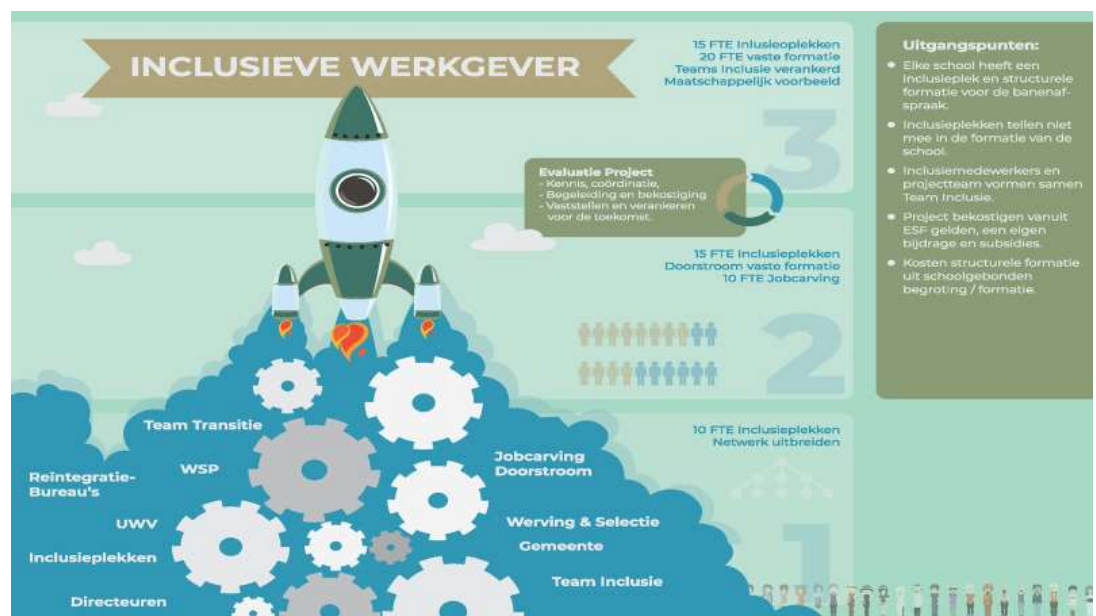 INCLUSIEVE WERKGEVER
15 FTE Inlusieoplekken
20 FTE vaste formatie
Teams Inclusie verankerd
Maatschappelijk voorbeeld
3
Evaluatie Project
- Kennis, coördinatie,
- Begeleiding en bekostiging
- Vaststellen en verankeren
voor de toekomst.
15 FTE Inclusieplekken
Doorstroom vaste formatie
10 FTE Jobcarving
2
10 FTE Inclusieplekken
Netwerk uitbreiden
1
Team Transitie
WSP
Reïntegratie-
Bureau's
UWV
Inclusieplekken
Directeuren
Jobcarving
Doorstroom
Werving & Selectie
Gemeente
Team Inclusie
Uitgangspunten:
• Elke school heeft een
inclusieplek en structurele
formatie voor de banenaf-
spraak.
• Inclusieplekken tellen niet
mee in de formatie van de
school.
• Inclusiemedewerkers en
projectteam vormen samen
Team Inclusie.
• Project bekostigen vanuit
ESF gelden, een eigen
bijdrage en subsidies.
• Kosten structurele formatie
uit schoolgebonden
begroting / formatie.